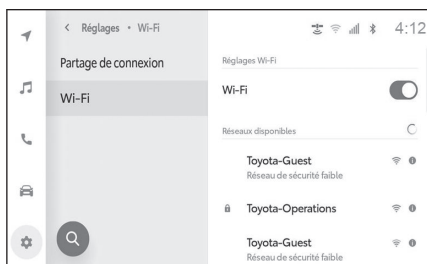 Réglages • Wi-Fi
4:12
Partage de connexion
Wi-Fi
Réglages Wi-Fi
Wi-Fi
Réseaux disponibles
Toyota-Guest
Réseau de sécurité faible
Toyota-Operations
Toyota-Guest
Réseau de sécurité faible